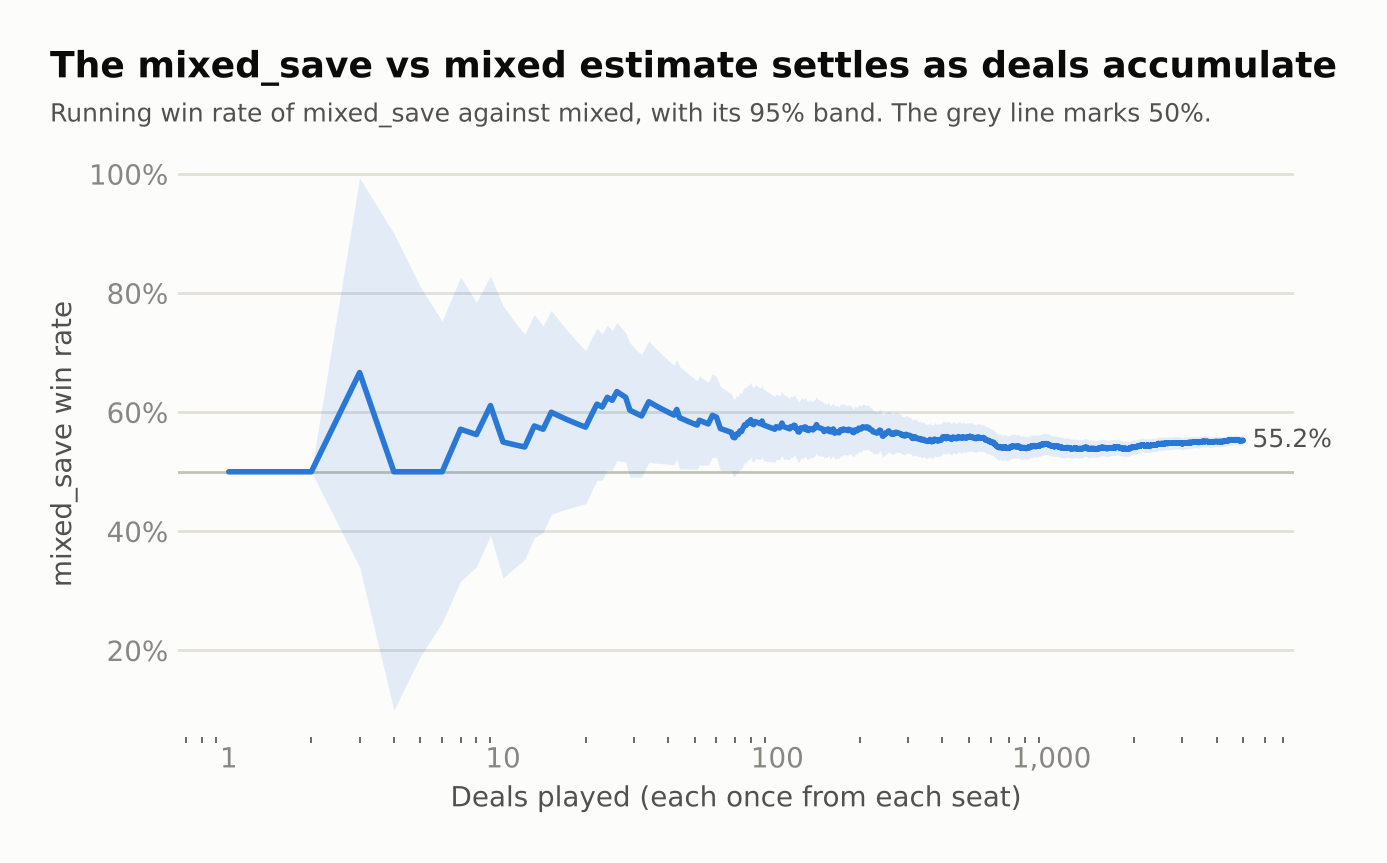 The mixed_save vs mixed estimate settles as deals accumulate
Running win rate of mixed_save against mixed, with its 95% band. The grey line marks 50%.
100%
80%
60%
40%
20%
mixed_save win rate
55.2%
1
10
100
1,000
Deals played (each once from each seat)